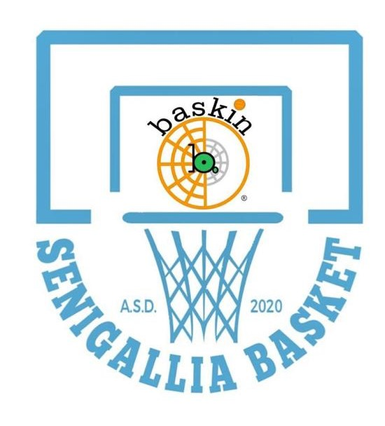 baskin
b.
®
A.S.D. 2020
SENIGALLIA BASKET